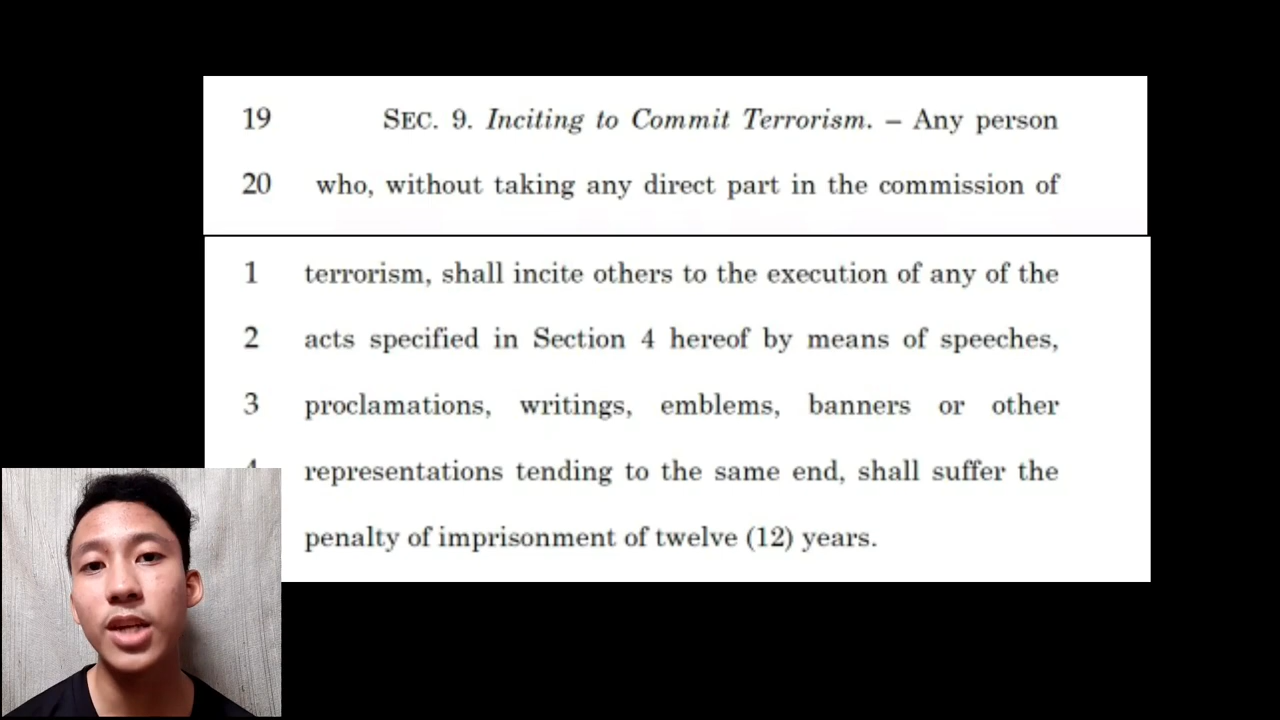 19 SEC. 9. Inciting to Commit Terrorism. – Any person
20 who, without taking any direct part in the commission of
1 terrorism, shall incite others to the execution of any of the
2 acts specified in Section 4 hereof by means of speeches,
3 proclamations, writings, emblems, banners or other
representations tending to the same end, shall suffer the
penalty of imprisonment of twelve (12) years.